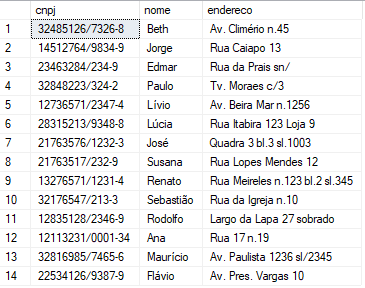 cnpj nome endereco
1 32485126/7326-8 Beth Av. Climério n.45
2 14512764/9834-9 Jorge Rua Caiapo 13
3 23463284/234-9 Edmar Rua da Prais sn/
4 32848223/324-2 Paulo Tv. Moraes c/3
5 12736571/2347-4 Lívio Av. Beira Mar n.1256
6 28315213/9348-8 Lúcia Rua Itabira 123 Loja 9
7 21763576/1232-3 José Quadra 3 bl.3 sl.1003
8 21763517/232-9 Susana Rua Lopes Mendes 12
9 13276571/1231-4 Renato Rua Meireles n.123 bl.2 sl.345
10 32176547/213-3 Sebastião Rua da Igreja n.10
11 12835128/2346-9 Rodolfo Largo da Lapa 27 sobrado
12 12113231/0001-34 Ana Rua 17 n.19
13 32816985/7465-6 Maurício Av. Paulista 1236 sl/2345
14 22534126/9387-9 Flávio Av. Pres. Vargas 10